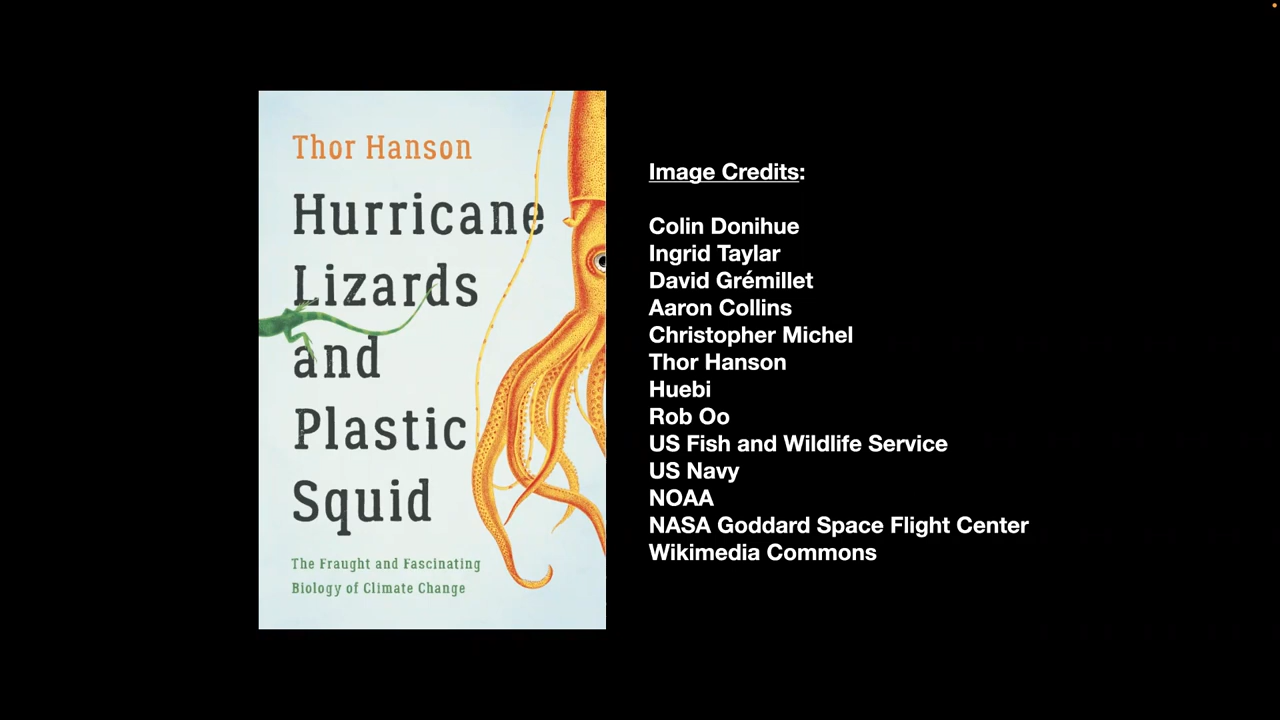 Thor Hanson
Hurricane
Lizards
and
Plastic
Squid
The Fraught and Fascinating
Biology of Climate Change
Image Credits:
Colin Donihue
Ingrid Taylar
David Grémillet
Aaron Collins
Christopher Michel
Thor Hanson
Huebi
Rob Oo
US Fish and Wildlife Service
US Navy
NOAA
NASA Goddard Space Flight Center
Wikimedia Commons